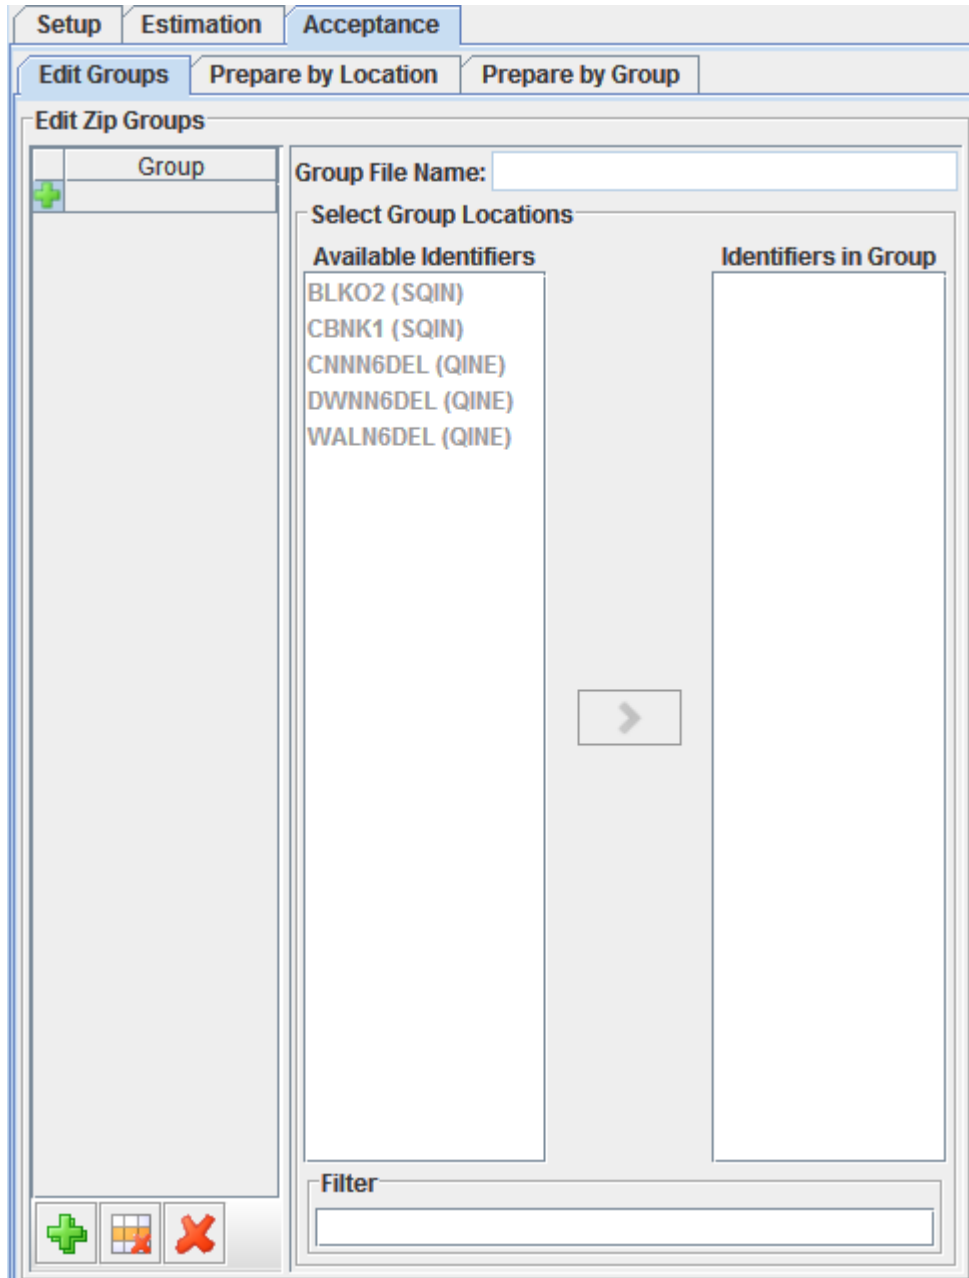 Setup Estimation Acceptance
Edit Groups Prepare by Location Prepare by Group
Edit Zip Groups
Group
Group File Name:
Select Group Locations
Available Identifiers Identifiers in Group
BLKO2 (SQIN)
CBNK1 (SQIN)
CNNN6DEL (QINE)
DWNN6DEL (QINE)
WALN6DEL (QINE)
Filter